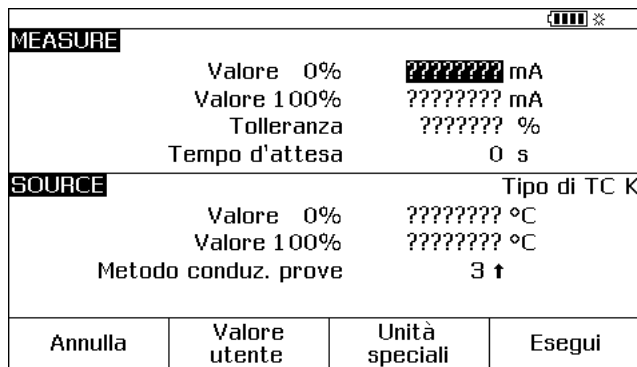 MEASURE
Valore 0% ???????? mA
Valore 100% ???????? mA
Tolleranza ??????? %
Tempo d'attesa 0 s
SOURCE Tipo di TC K
Valore 0% ???????? °C
Valore 100% ???????? °C
Metodo conduz. prove 3 ↑
Annulla
Valore
utente
Unità
speciali
Esegui